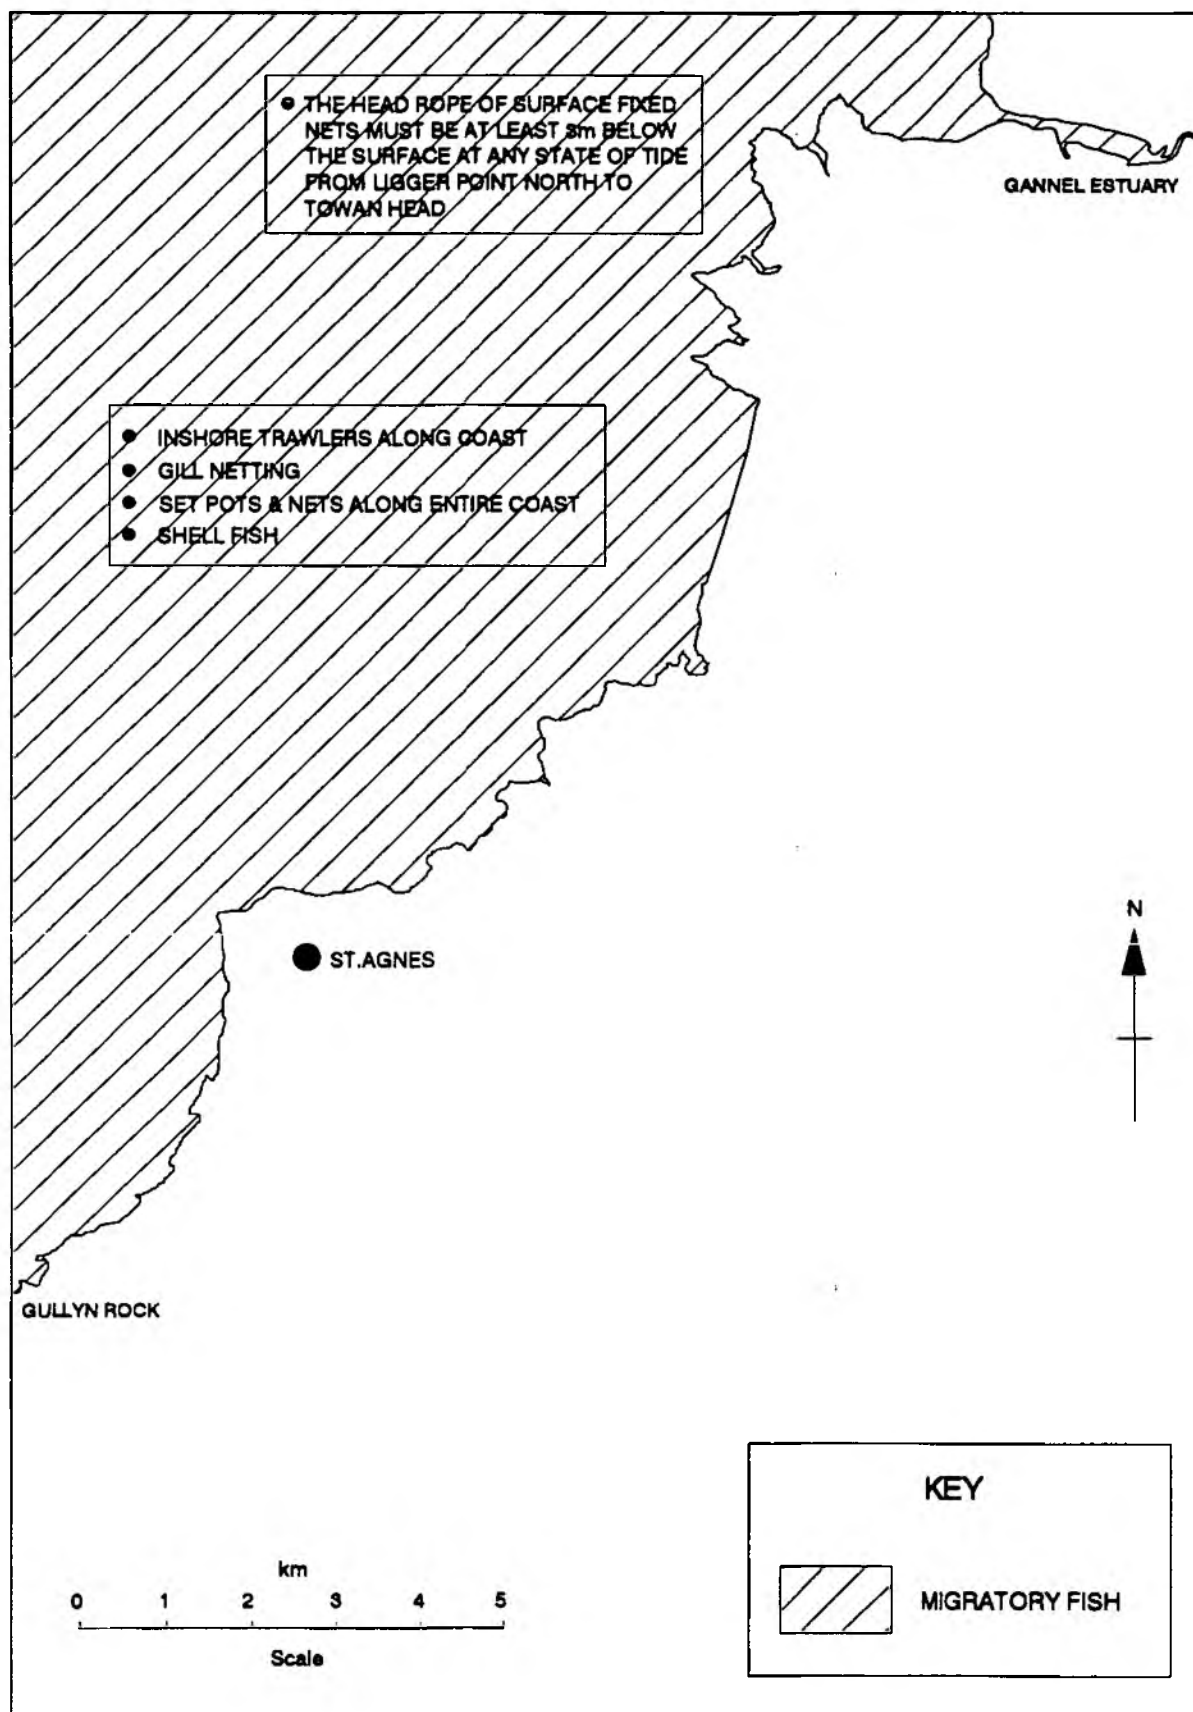 ● THE HEAD ROPE OF SURFACE FIXED
NETS MUST BE AT LEAST 3m BELOW
THE SURFACE AT ANY STATE OF TIDE
FROM LIGGER POINT NORTH TO
TOWAN HEAD
GANNEL ESTUARY
● INSHORE TRAWLERS ALONG COAST
● GILL NETTING
● SET POTS & NETS ALONG ENTIRE COAST
● SHELL FISH
N
ST.AGNES
GULLYN ROCK
KEY
MIGRATORY FISH
km
0 1 2 3 4 5
Scale